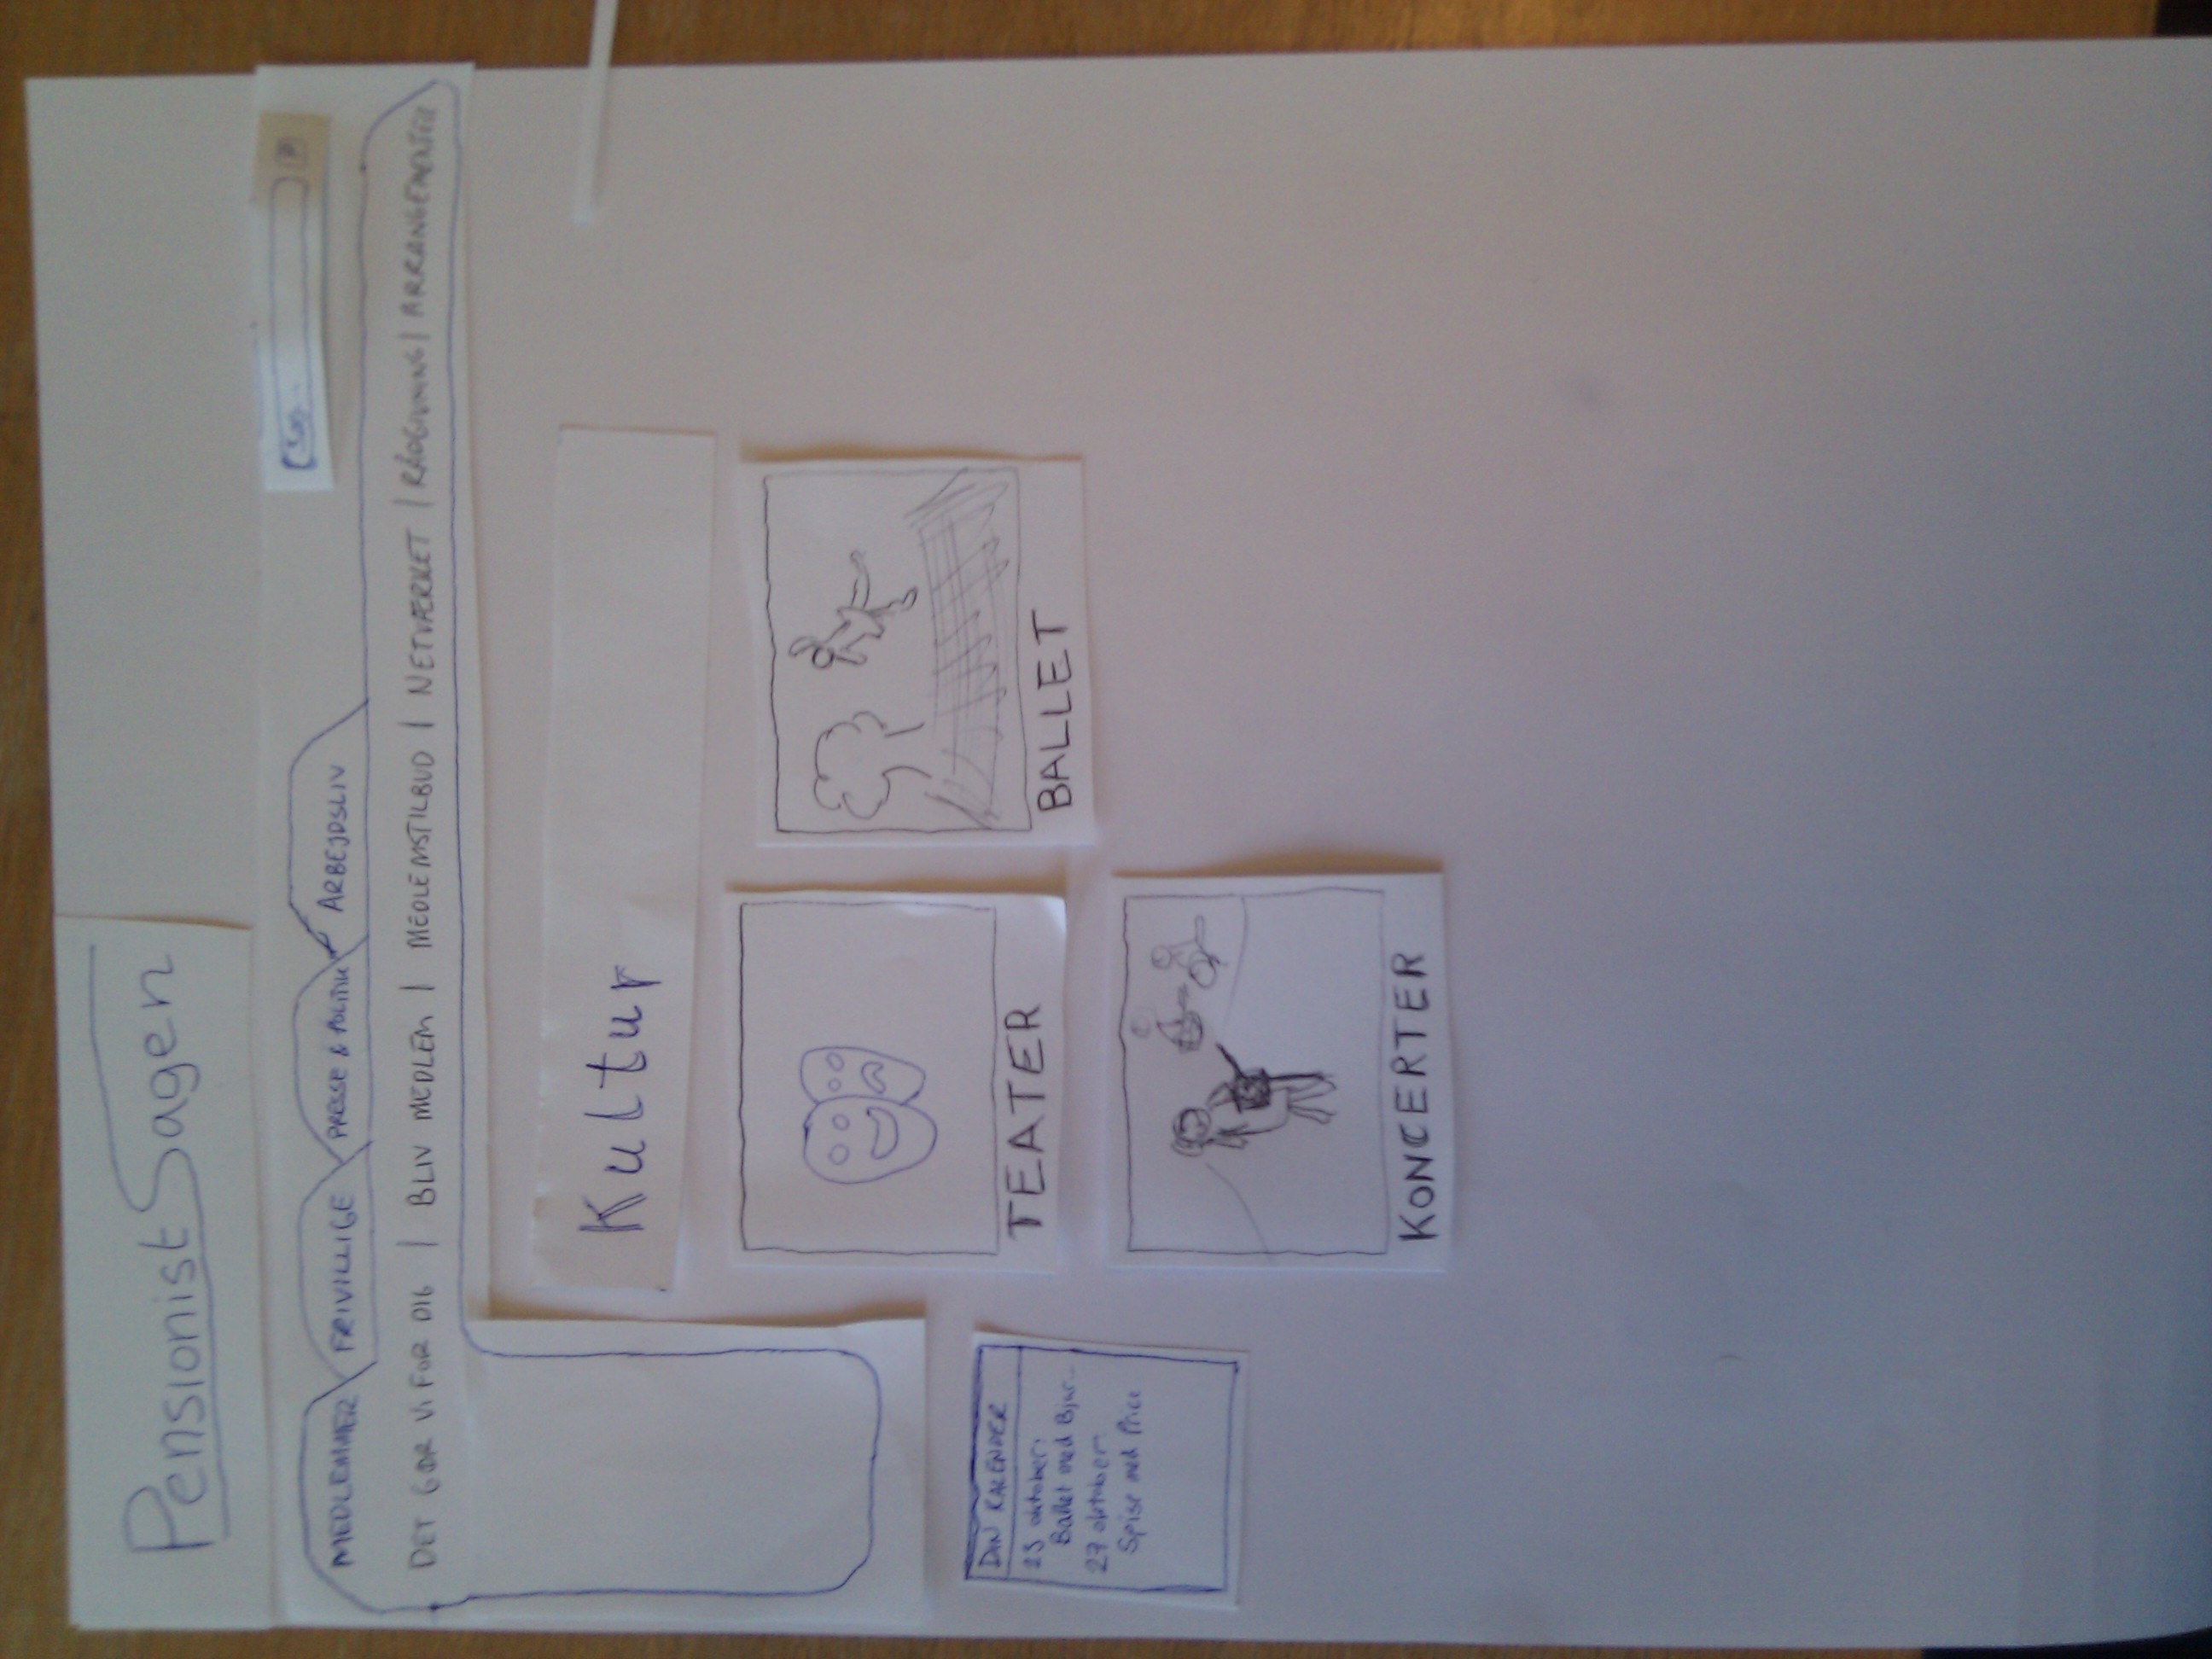 PensionistSagen
Søg..
MEDLEMMER FRIVILLIGE PRESSE & POLITIK ARBEJDSLIV
DET GØR VI FOR DIG | BLIV MEDLEM | MEDLEMSTILBUD | NETVÆRKET | RÅDGIVNING | ARRANGEMENTER
Kultur
TEATER
BALLET
KONCERTER
DIN KALENDER
23 oktober:
Ballet med Bjar...
27 oktober:
Spise med Price